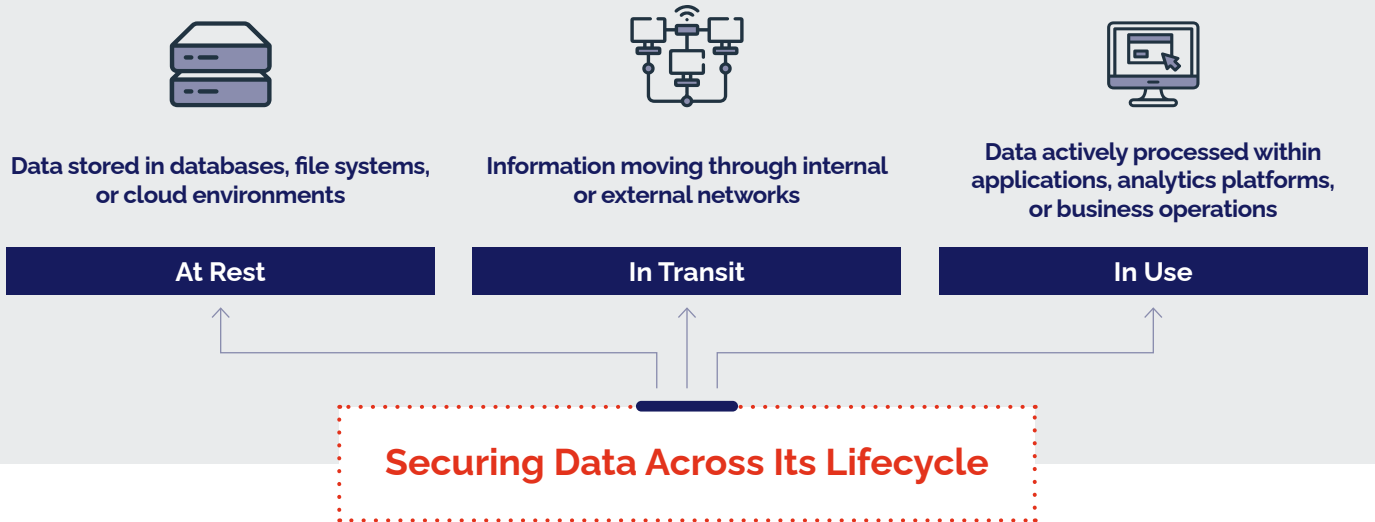 Data stored in databases, file systems,
or cloud environments
At Rest
Information moving through internal
or external networks
In Transit
Data actively processed within
applications, analytics platforms,
or business operations
In Use
Securing Data Across Its Lifecycle